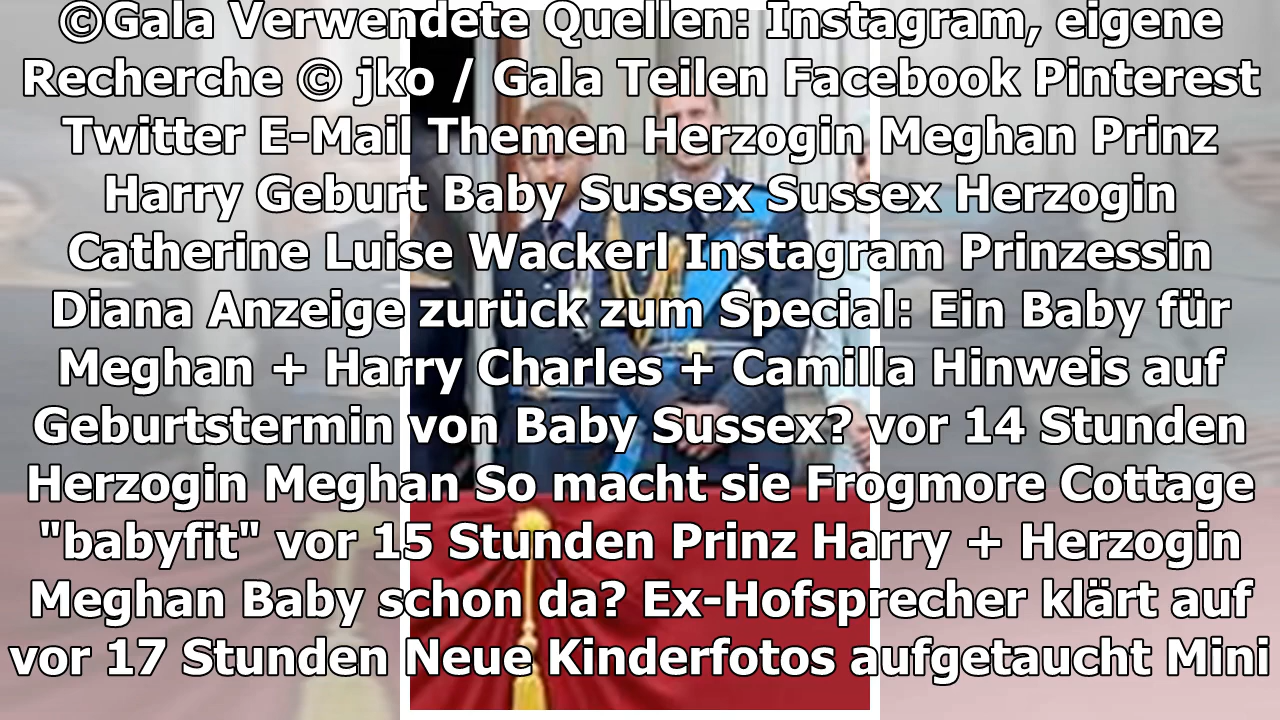 ©Gala Verwendete Quellen: Instagram, eigene
Recherche © jko / Gala Teilen Facebook Pinterest
Twitter E-Mail Themen Herzogin Meghan Prinz
Harry Geburt Baby Sussex Sussex Herzogin
Catherine Luise Wackerl Instagram Prinzessin
Diana Anzeige zurück zum Special: Ein Baby für
Meghan + Harry Charles + Camilla Hinweis auf
Geburtstermin von Baby Sussex? vor 14 Stunden
Herzogin Meghan So macht sie Frogmore Cottage
"babyfit" vor 15 Stunden Prinz Harry + Herzogin
Meghan Baby schon da? Ex-Hofsprecher klärt auf
vor 17 Stunden Neue Kinderfotos aufgetaucht Mini